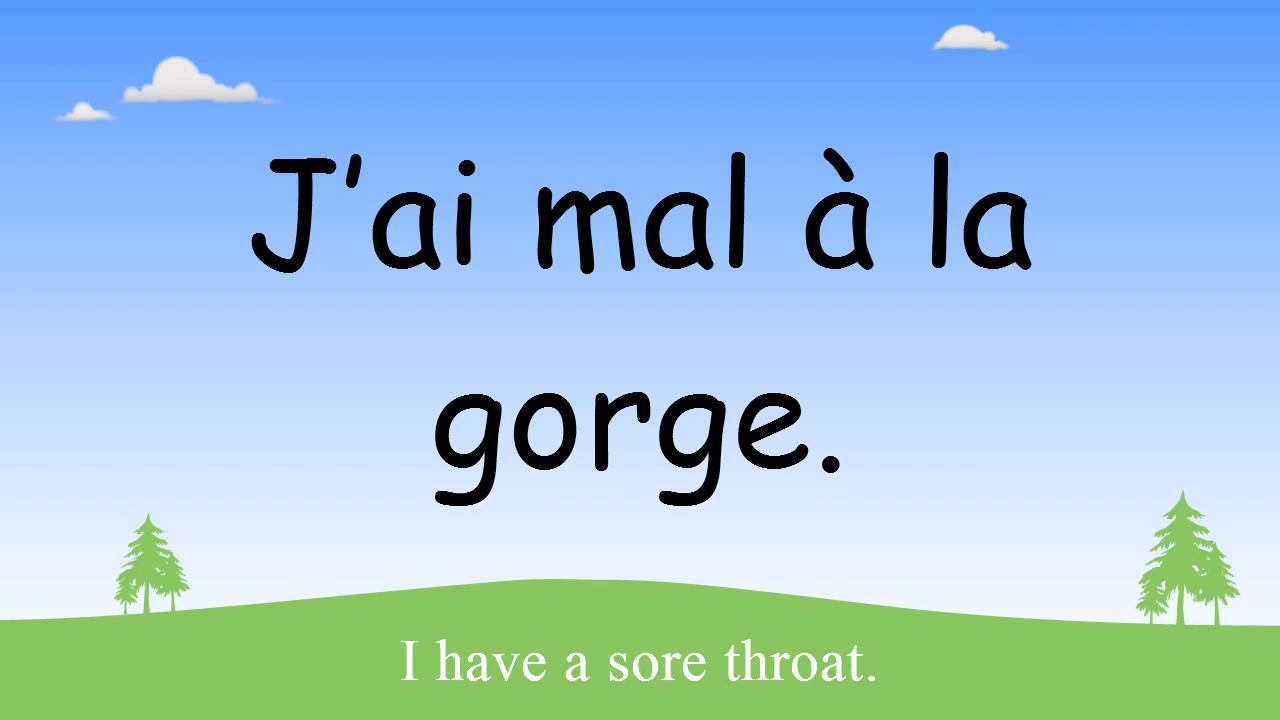 J’ai mal à la
gorge.
I have a sore throat.